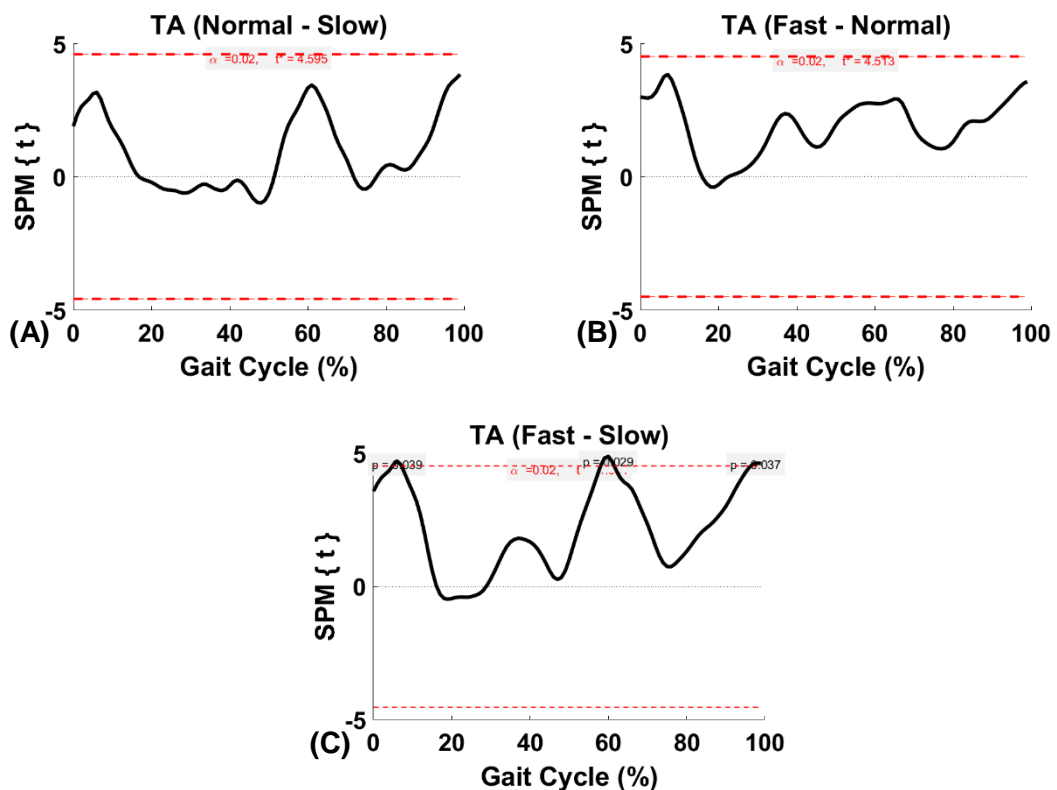 TA (Normal - Slow)
5
α =0.02, t* = 4.595
SPM { t }
0
-5
0 20 40 60 80 100
Gait Cycle (%)
(A)
TA (Fast - Normal)
5
α =0.02, t* = 4.513
SPM { t }
0
-5
0 20 40 60 80 100
Gait Cycle (%)
(B)
TA (Fast - Slow)
5
p = 0.039
p = 0.029
p = 0.037
α =0.02, t
SPM { t }
0
-5
0 20 40 60 80 100
Gait Cycle (%)
(C)